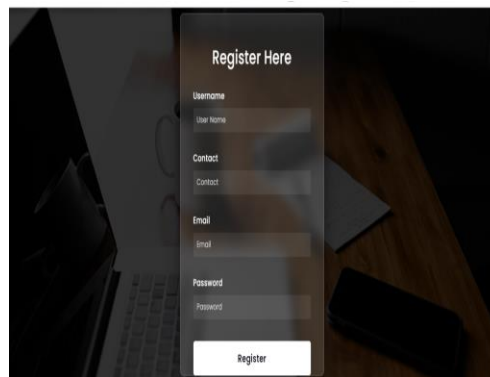 Register Here
Username
User Name
Contact
Contact
Email
Email
Password
Password
Register